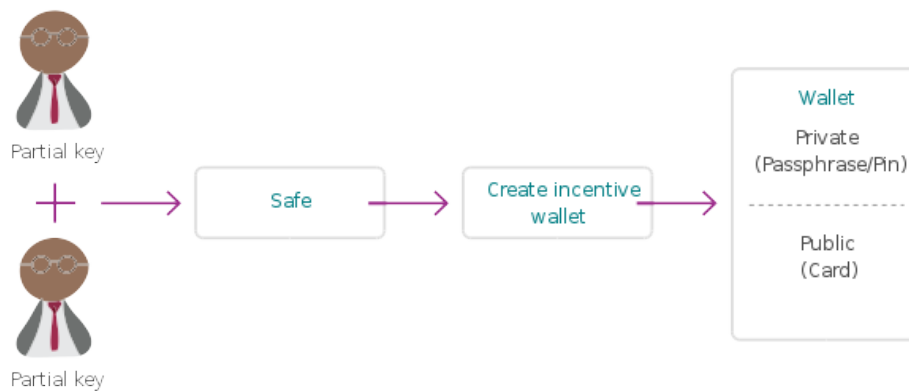 Partial key
Partial key
Safe
Create incentive
wallet
Wallet
Private
(Passphrase/Pin)
Public
(Card)